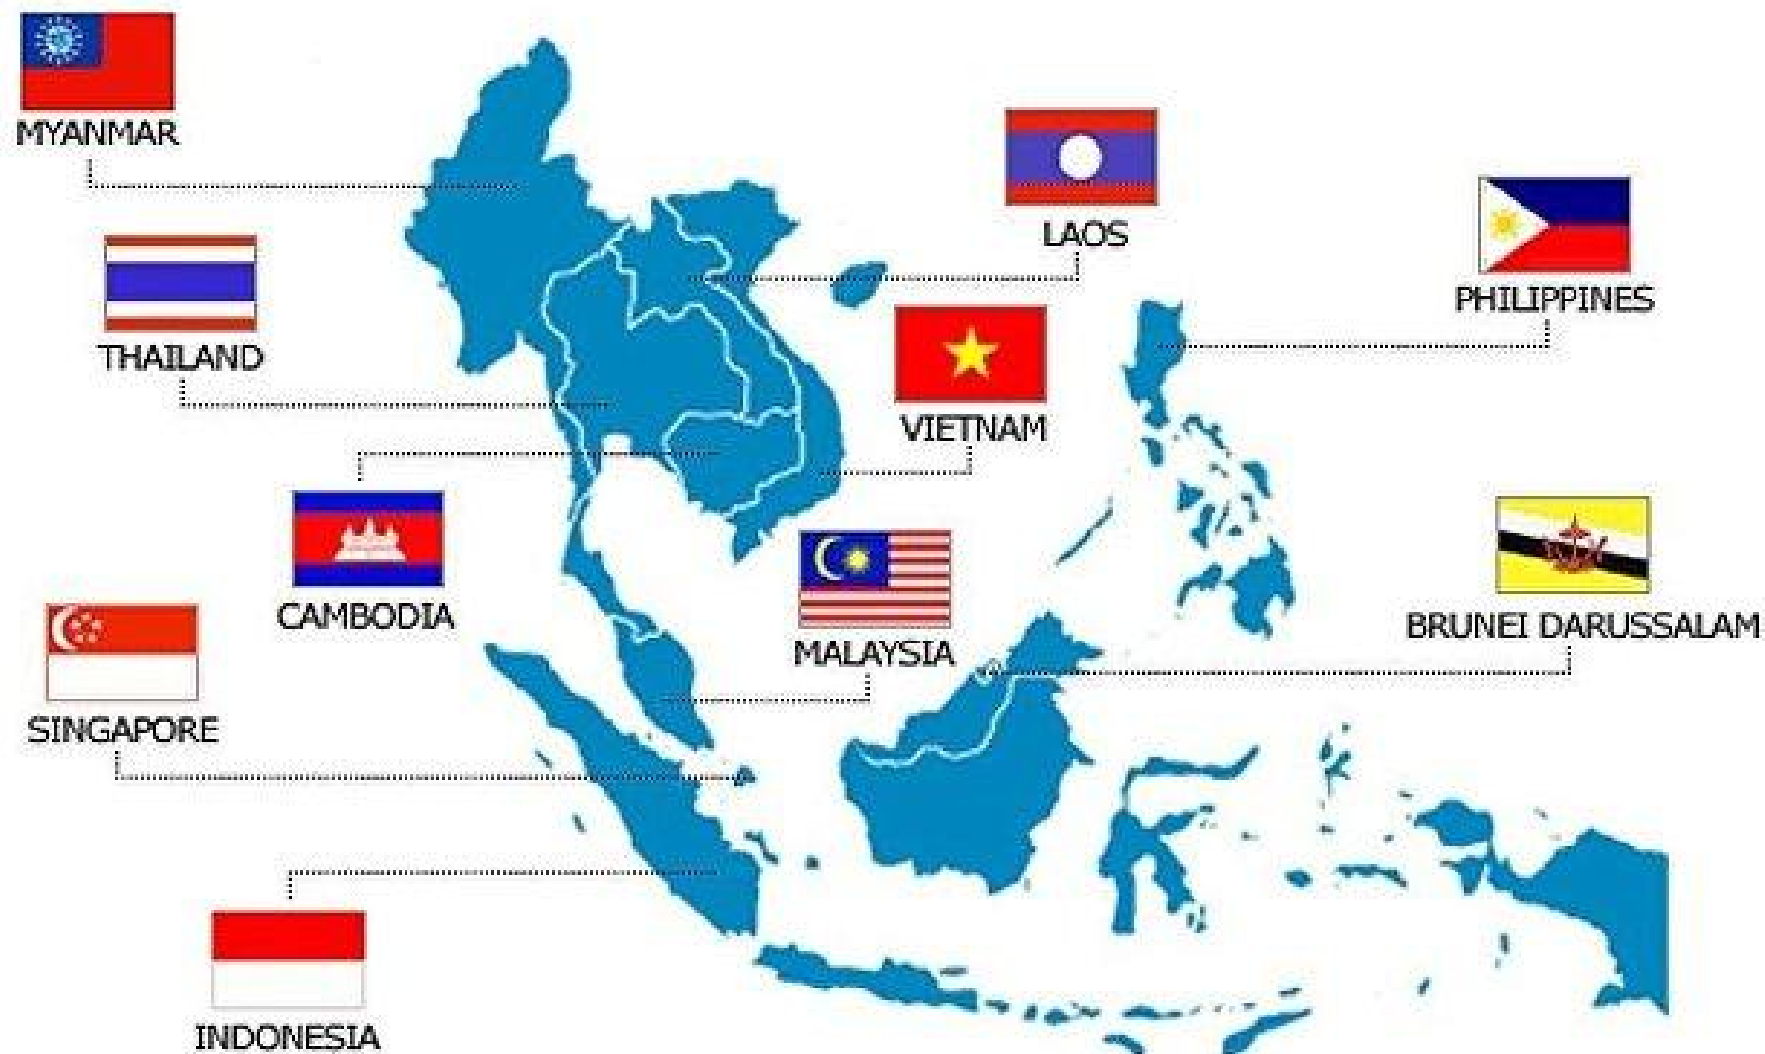 MYANMAR
LAOS
PHILIPPINES
THAILAND
VIETNAM
CAMBODIA
BRUNEI DARUSSALAM
MALAYSIA
SINGAPORE
INDONESIA